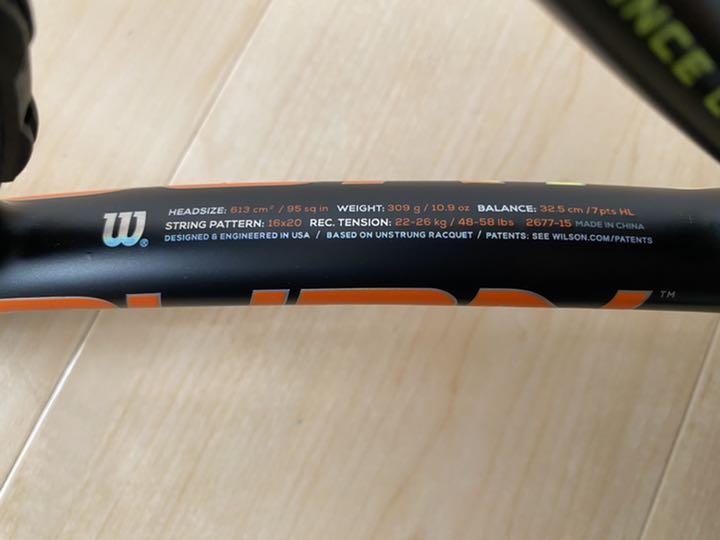 NCE
W®
HEADSIZE: 613 cm² / 95 sq in WEIGHT: 309 g / 10.9 oz BALANCE: 32.5 cm / 7pts HL
STRING PATTERN: 16x20 REC. TENSION: 22-26 kg / 48-58 lbs 2677-15 MADE IN CHINA
DESIGNED & ENGINEERED IN USA / BASED ON UNSTRUNG RACQUET / PATENTS: SEE WILSON.COM/PATENTS
™